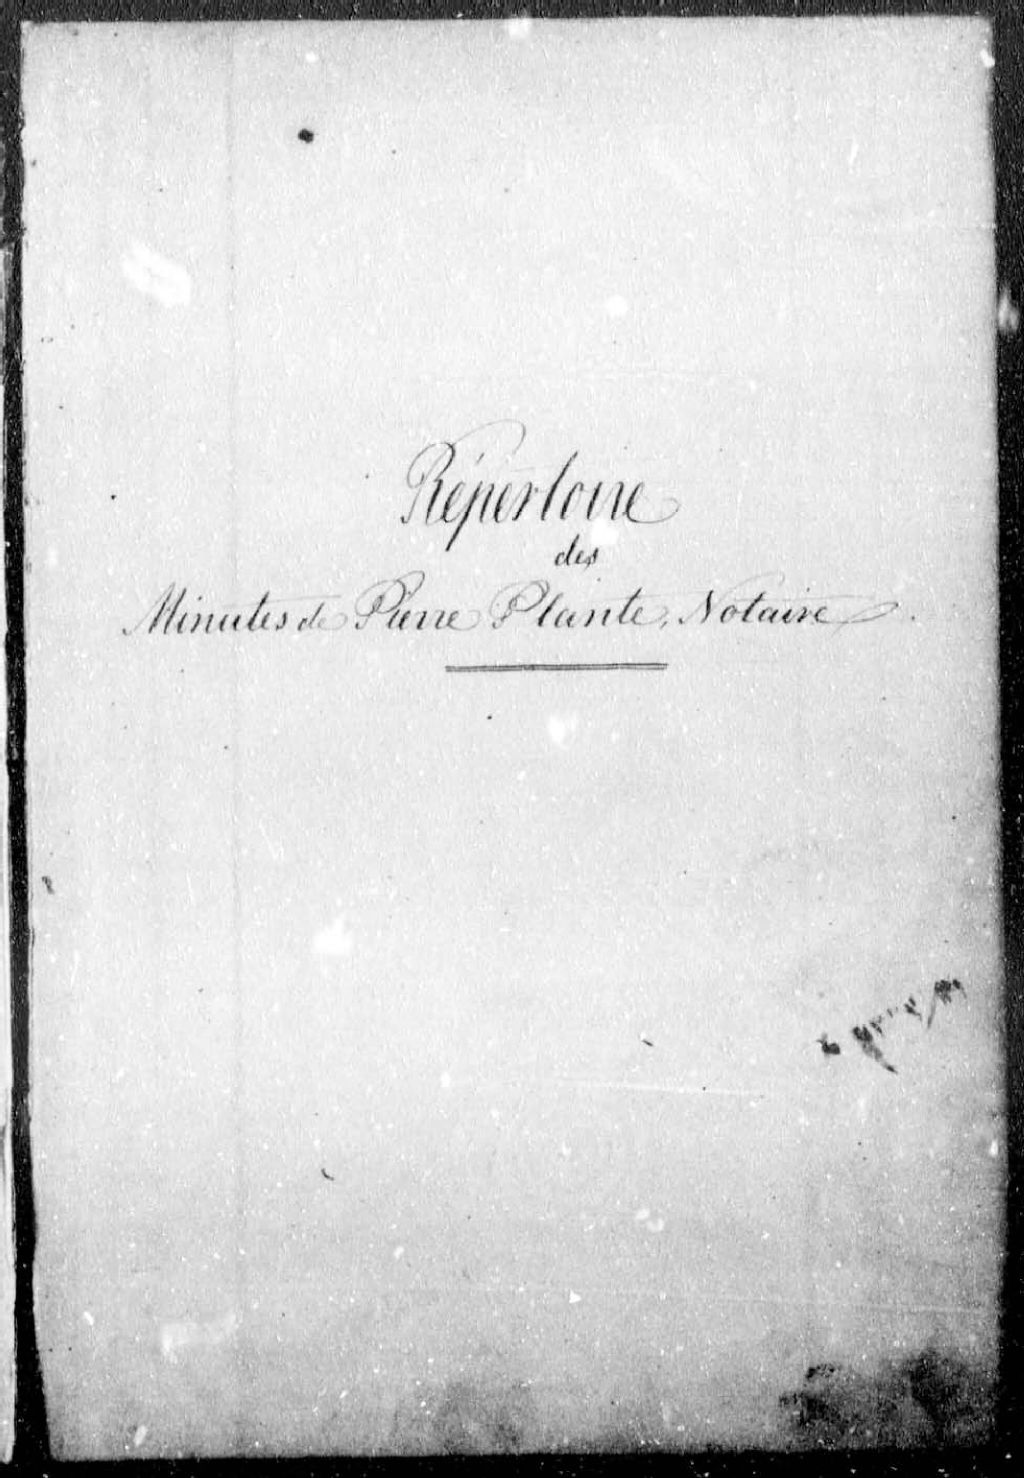 Répertoire
des
Minutes de Pierre Plante, Notaire.